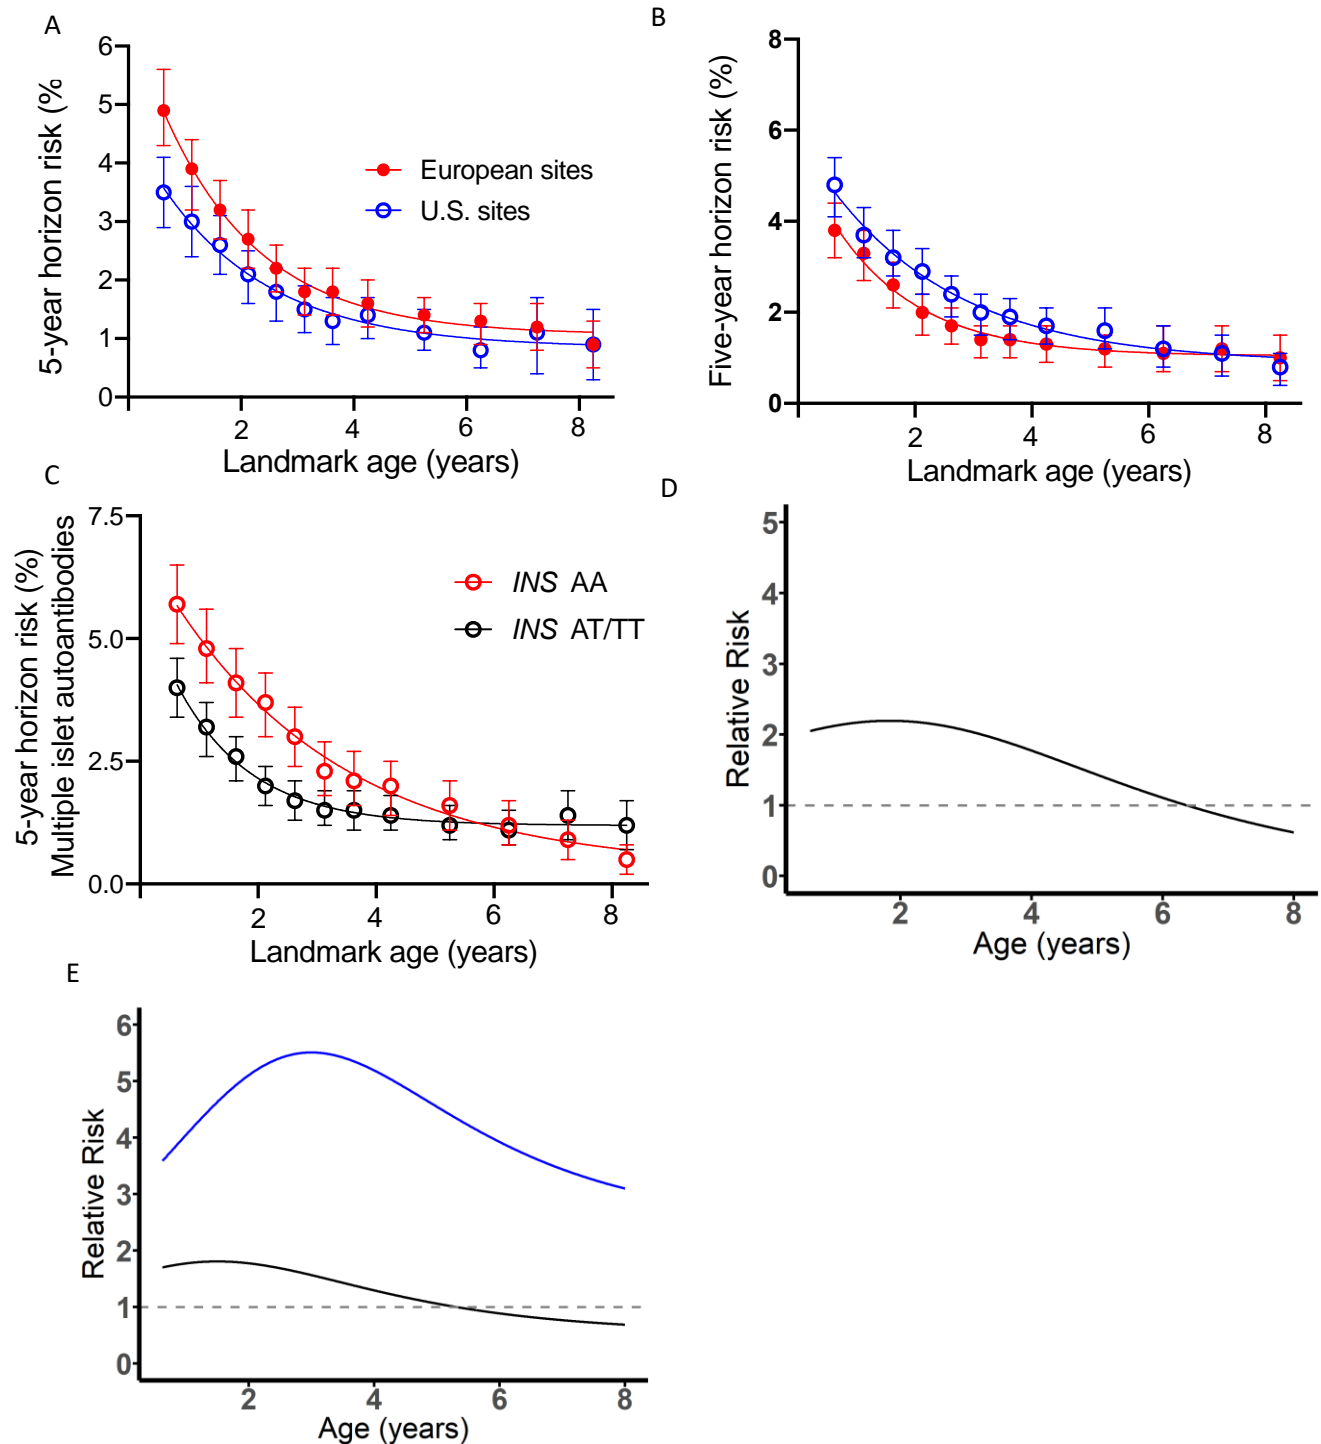 A
6
5
4
3
2
1
0
5-year horizon risk (%
European sites
U.S. sites
2
4
6
8
Landmark age (years)
B
8
6
4
2
0
Five-year horizon risk (%)
2
4
6
8
Landmark age (years)
C
7.5
5.0
2.5
0.0
5-year horizon risk (%)
Multiple islet autoantibodies
INS AA
INS AT/TT
2
4
6
8
Landmark age (years)
D
5
4
3
2
1
0
Relative Risk
2
4
6
8
Age (years)
E
6
5
4
3
2
1
0
Relative Risk
2
4
6
8
Age (years)